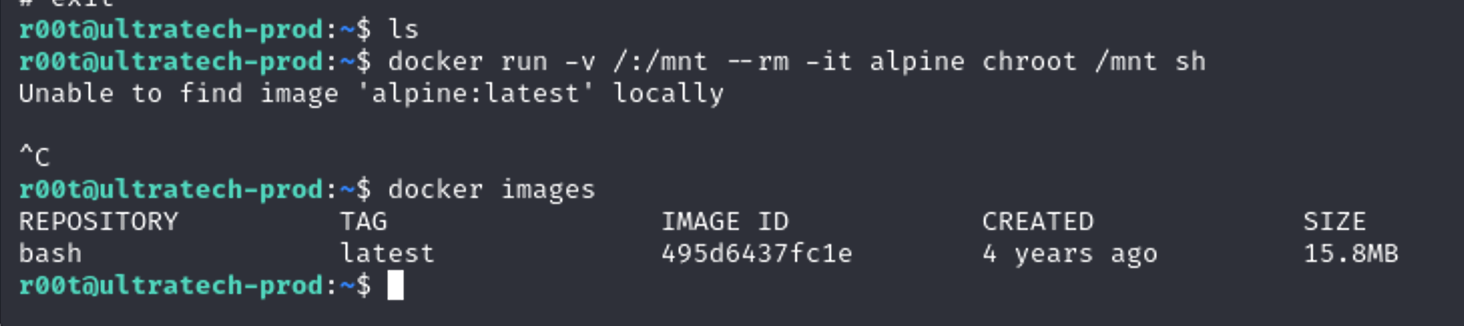 # exit
r00t@ultratech-prod:~$ ls
r00t@ultratech-prod:~$ docker run -v /:/mnt --rm -it alpine chroot /mnt sh
Unable to find image 'alpine:latest' locally
^C
r00t@ultratech-prod:~$ docker images
REPOSITORY TAG IMAGE ID CREATED SIZE
bash latest 495d6437fc1e 4 years ago 15.8MB
r00t@ultratech-prod:~$